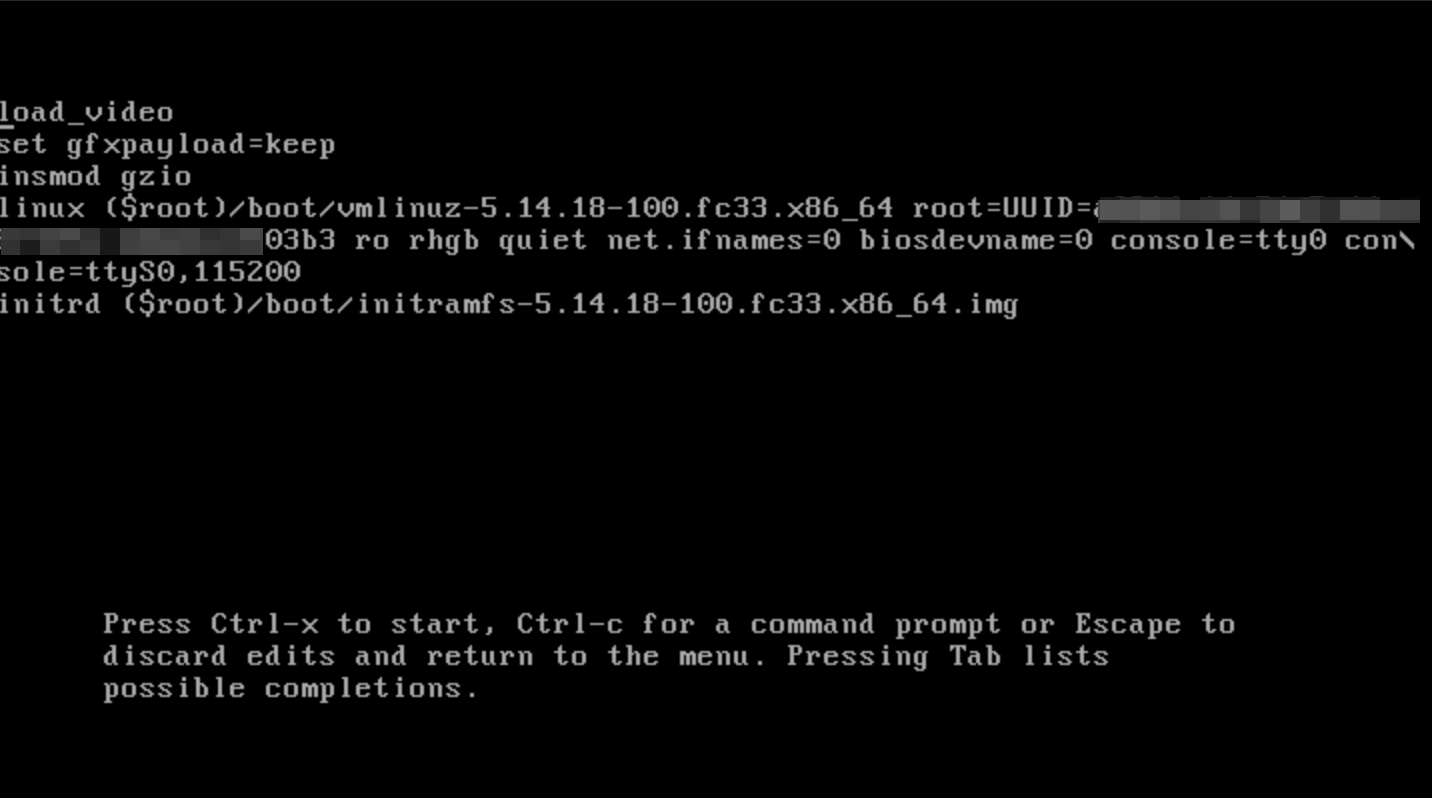 load_video
set gfxpayload=keep
insmod gzio
linux ($root)/boot/vmlinuz-5.14.18-100.fc33.x86_64 root=UUID=
03b3 ro rhgb quiet net.ifnames=0 biosdevname=0 console=tty0 con\
sole=ttyS0,115200
initrd ($root)/boot/initramfs-5.14.18-100.fc33.x86_64.img
Press Ctrl-x to start, Ctrl-c for a command prompt or Escape to
discard edits and return to the menu. Pressing Tab lists
possible completions.